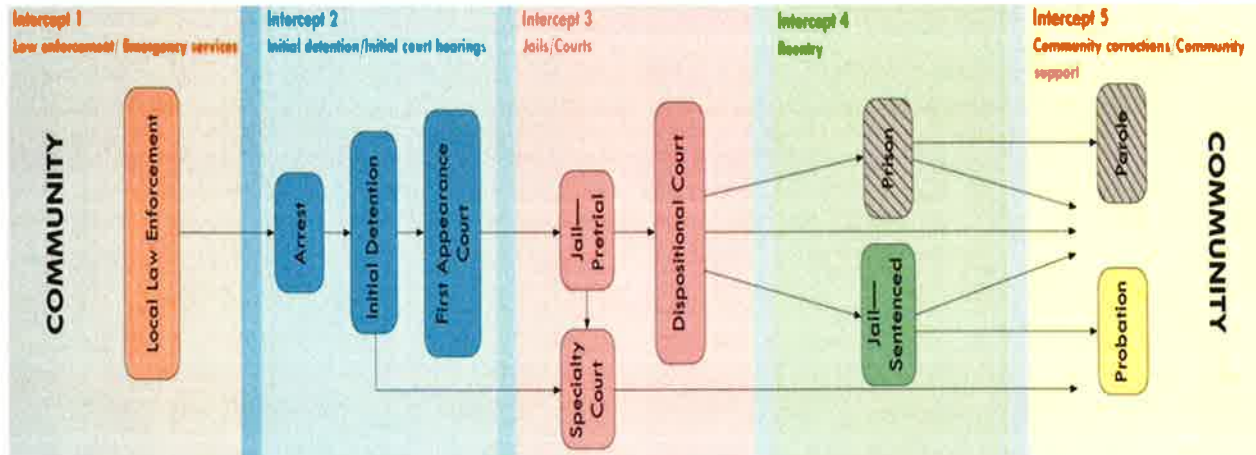 Intercept 1
Law enforcement/ Emergency services
COMMUNITY
Local Law Enforcement
Intercept 2
Initial detention/Initial court hearings
Arrest
Initial Detention
First Appearance
Court
Intercept 3
Jails/Courts
Jail—
Pretrial
Specialty
Court
Dispositional Court
Intercept 4
Reentry
Prison
Jail—
Sentenced
Intercept 5
Community corrections/Community
support
Parole
Probation
COMMUNITY